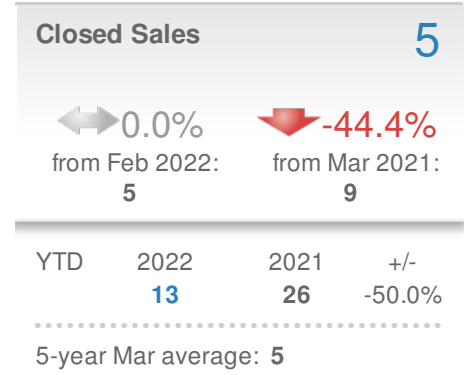 Closed Sales 5
0.0% -44.4%
from Feb 2022: from Mar 2021:
5 9
YTD 2022 2021 +/-
13 26 -50.0%
5-year Mar average: 5